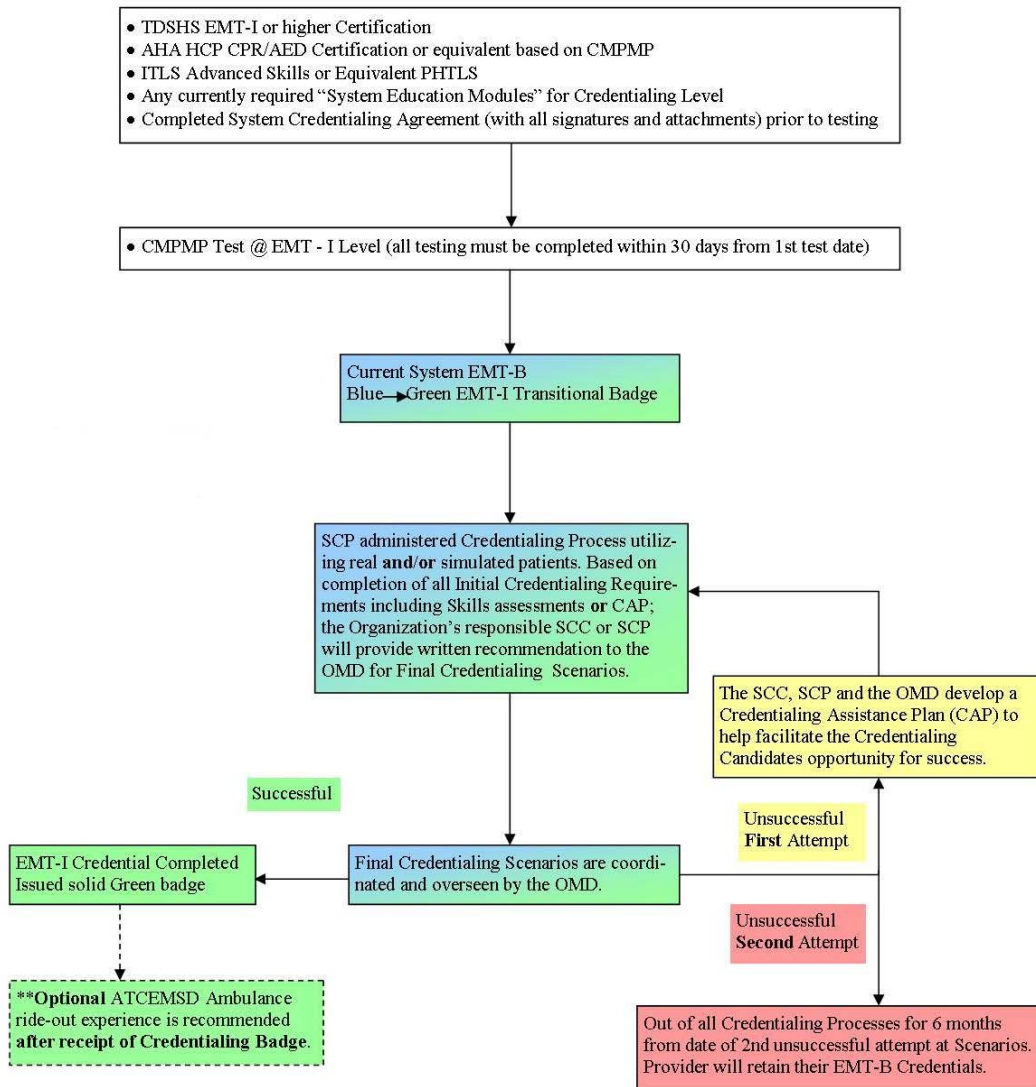 • TDSHS EMT-I or higher Certification
• AHA HCP CPR/AED Certification or equivalent based on CMPMP
• ITLS Advanced Skills or Equivalent PHTLS
• Any currently required “System Education Modules” for Credentialing Level
• Completed System Credentialing Agreement (with all signatures and attachments) prior to testing
• CMPMP Test @ EMT - I Level (all testing must be completed within 30 days from 1st test date)
Current System EMT-B
Blue→Green EMT-I Transitional Badge
SCP administered Credentialing Process utiliz-
ing real and/or simulated patients. Based on
completion of all Initial Credentialing Require-
ments including Skills assessments or CAP;
the Organization’s responsible SCC or SCP
will provide written recommendation to the
OMD for Final Credentialing Scenarios.
The SCC, SCP and the OMD develop a
Credentialing Assistance Plan (CAP) to
help facilitate the Credentialing
Candidates opportunity for success.
Successful
Unsuccessful
First Attempt
EMT-I Credential Completed
Issued solid Green badge
Final Credentialing Scenarios are coordi-
nated and overseen by the OMD.
Unsuccessful
Second Attempt
**Optional ATCEMSD Ambulance
ride-out experience is recommended
after receipt of Credentialing Badge.
Out of all Credentialing Processes for 6 months
from date of 2nd unsuccessful attempt at Scenarios.
Provider will retain their EMT-B Credentials.